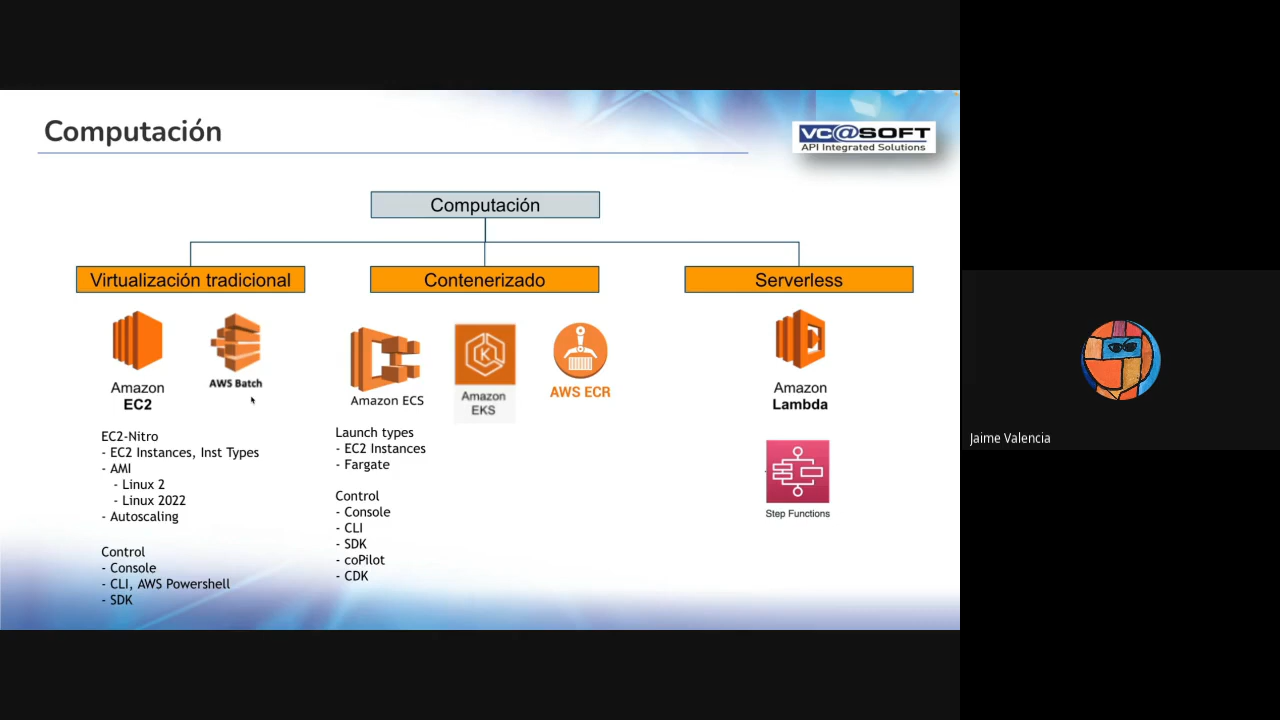 Computación
VC@SOFT
API Integrated Solutions
Computación
Virtualización tradicional
Contenerizado
Serverless
Amazon
EC2
AWS Batch
EC2-Nitro
- EC2 Instances, Inst Types
- AMI
- Linux 2
- Linux 2022
- Autoscaling
Control
- Console
- CLI, AWS Powershell
- SDK
Amazon ECS
Amazon
EKS
AWS ECR
Launch types
- EC2 Instances
- Fargate
Control
- Console
- CLI
- SDK
- coPilot
- CDK
Amazon
Lambda
Step Functions
Jaime Valencia